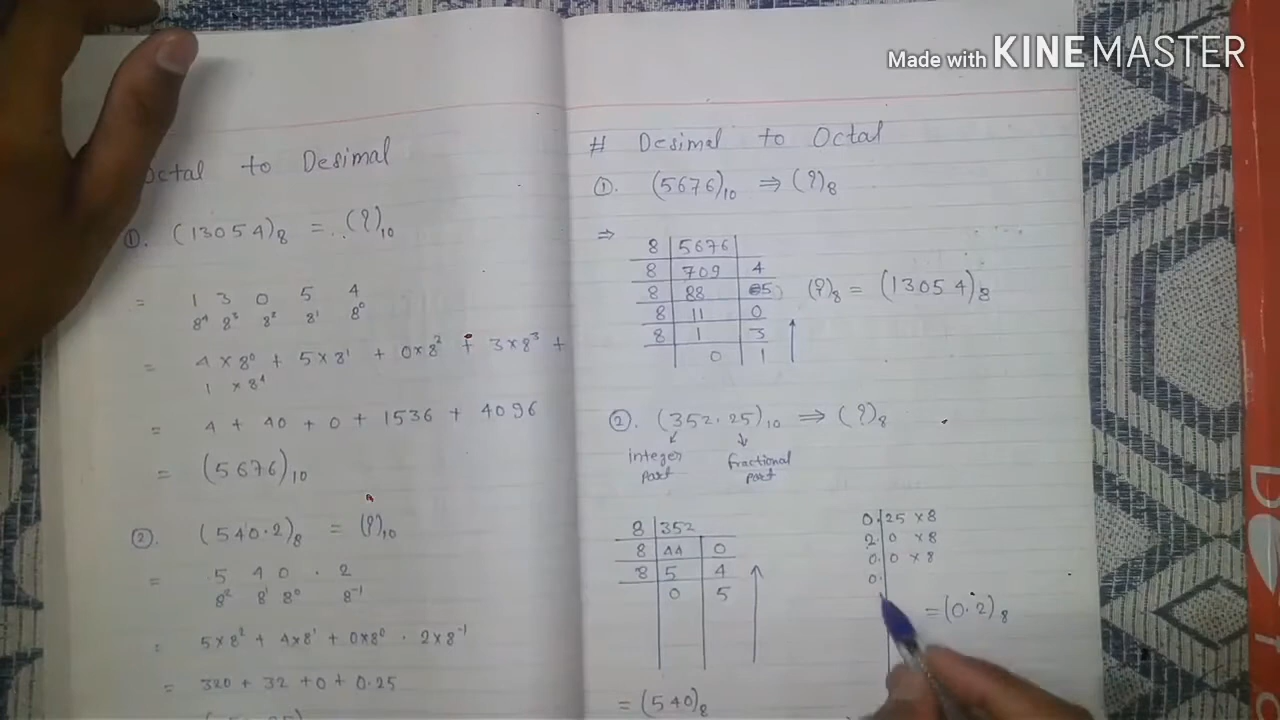 Made with KINEMASTER
Octal to Desimal
①. (13054)₈ = .. (?)₁₀
= 1 3 0 5 4
8⁴ 8³ 8² 8¹ 8⁰
= 4 × 8⁰ + 5 × 8¹ + 0 × 8² + 3 × 8³ +
1 × 8⁴
= 4 + 40 + 0 + 1536 + 4096
= (5676)₁₀
②. (540.2)₈ = (?)₁₀
= 5 4 0 . 2
8² 8¹ 8⁰ 8⁻¹
= 5×8² + 4×8¹ + 0×8⁰ . 2×8⁻¹
= 320 + 32 + 0 + 0.25
# Desimal to Octal
①. (5676)₁₀ ⇒ (?)₈
⇒ 8 5676
8 709 4
8 88 5 (?)₈ = (13054)₈
8 11 0
8 1 3
0 1
②. (352.25)₁₀ ⇒ (?)₈
integer part
fractional part
8 352
8 44 0
8 5 4
0 5
0. 25 × 8
2. 0 × 8
0. 0 × 8
0.
= (0.2)₈
= (540)₈